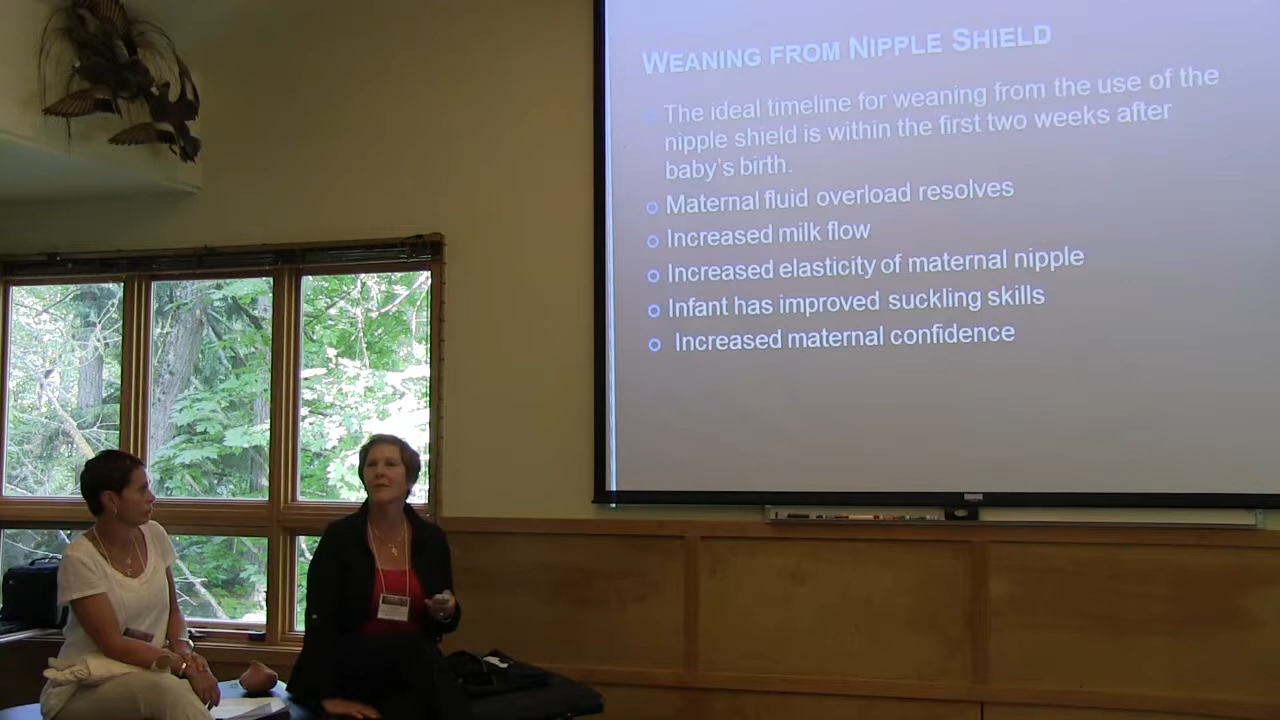 WEANING FROM NIPPLE SHIELD
The ideal timeline for weaning from the use of the
nipple shield is within the first two weeks after
baby's birth.
Maternal fluid overload resolves
Increased milk flow
Increased elasticity of maternal nipple
Infant has improved suckling skills
Increased maternal confidence